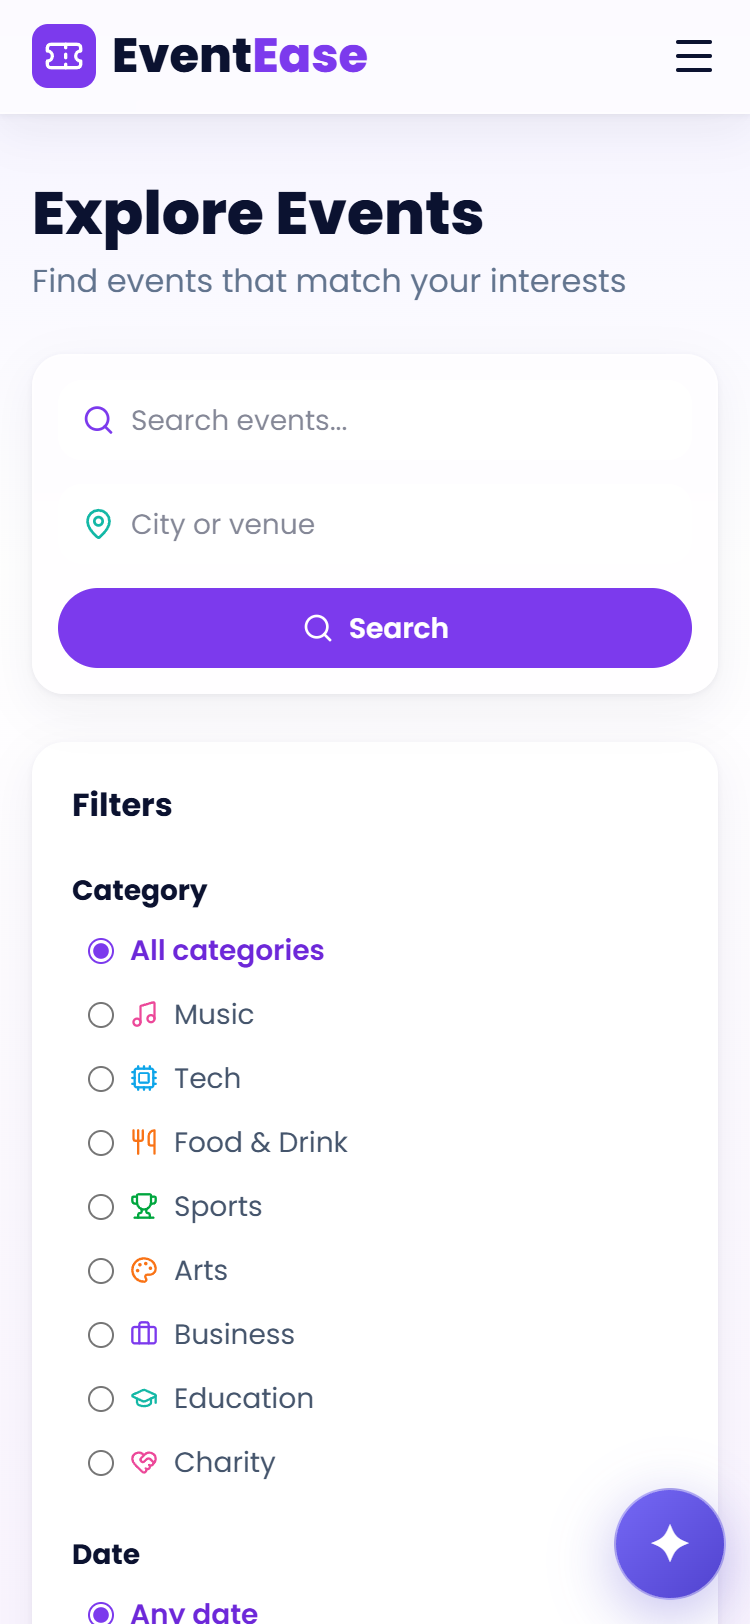 EventEase
Explore Events
Find events that match your interests
Search events...
City or venue
Search
Filters
Category
All categories
Music
Tech
Food & Drink
Sports
Arts
Business
Education
Charity
Date
Any date